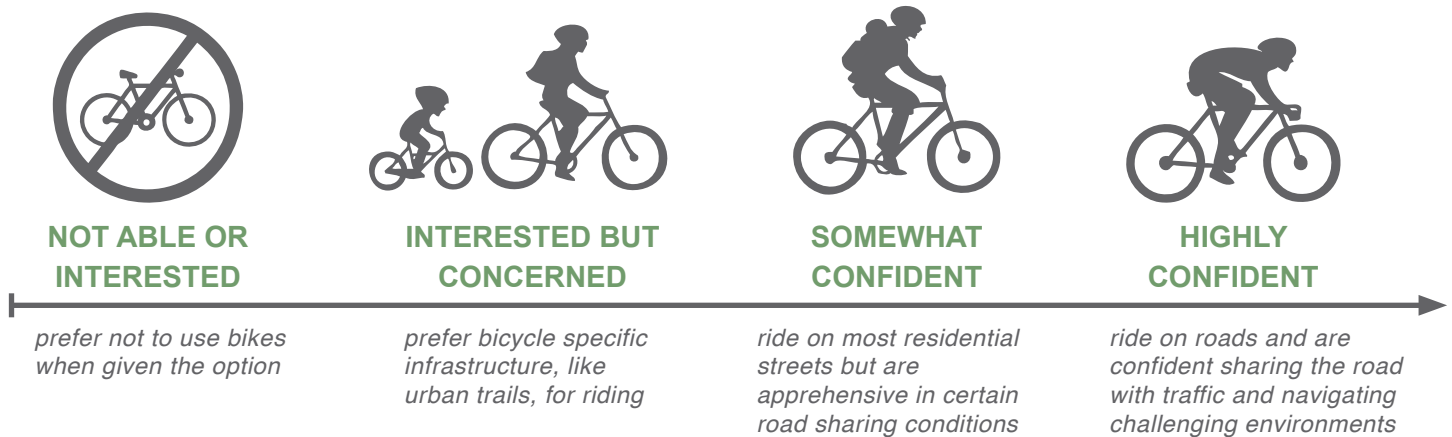 NOT ABLE OR
INTERESTED
prefer not to use bikes
when given the option
INTERESTED BUT
CONCERNED
prefer bicycle specific
infrastructure, like
urban trails, for riding
SOMEWHAT
CONFIDENT
ride on most residential
streets but are
apprehensive in certain
road sharing conditions
HIGHLY
CONFIDENT
ride on roads and are
confident sharing the road
with traffic and navigating
challenging environments